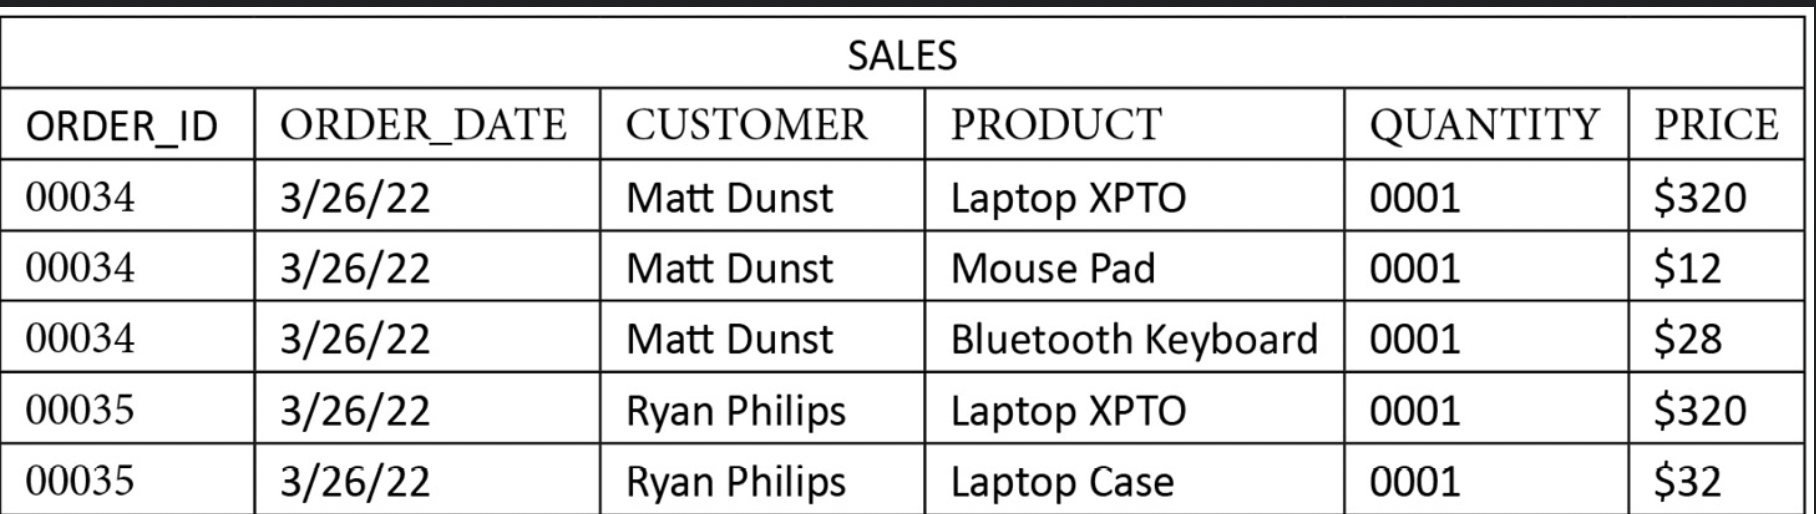 SALES
ORDER_ID ORDER_DATE CUSTOMER PRODUCT QUANTITY PRICE
00034 3/26/22 Matt Dunst Laptop XPTO 0001 $320
00034 3/26/22 Matt Dunst Mouse Pad 0001 $12
00034 3/26/22 Matt Dunst Bluetooth Keyboard 0001 $28
00035 3/26/22 Ryan Philips Laptop XPTO 0001 $320
00035 3/26/22 Ryan Philips Laptop Case 0001 $32